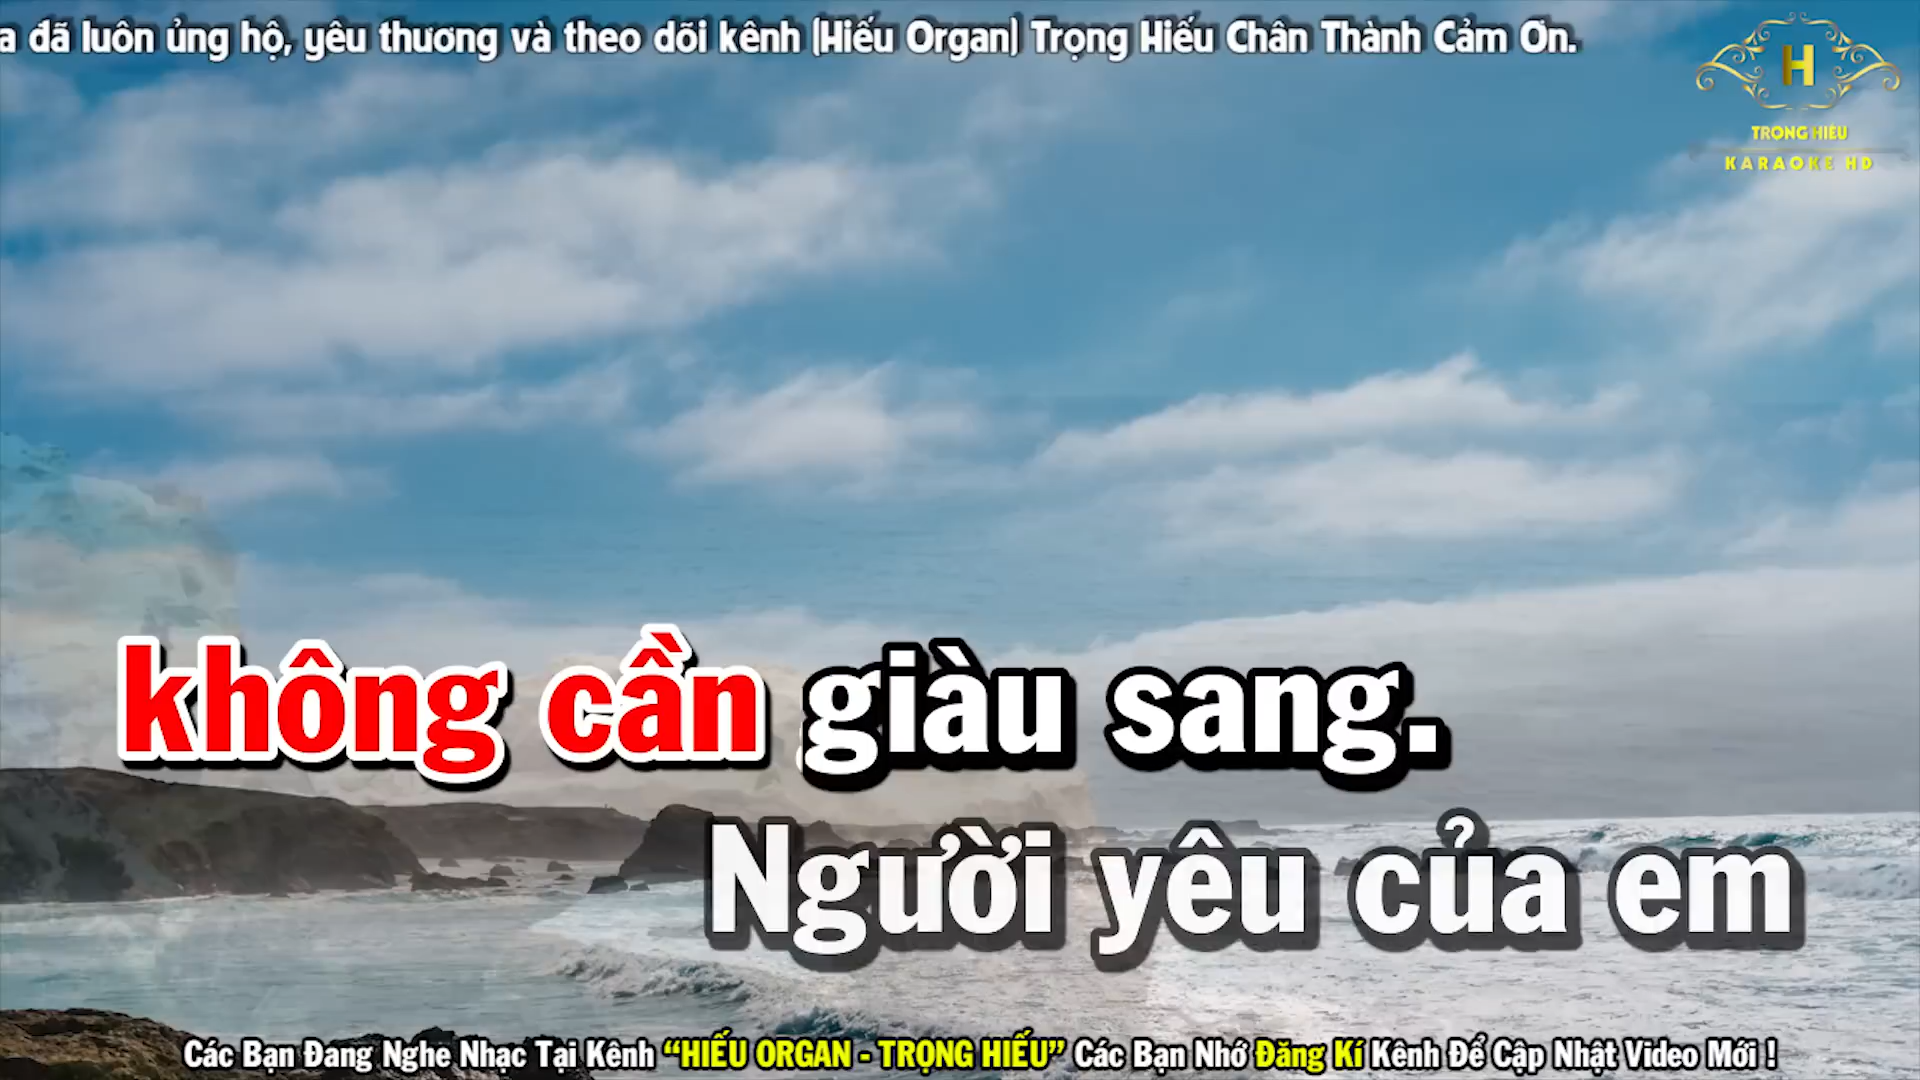 a đã luôn ủng hộ, yêu thương và theo dõi kênh (Hiếu Organ) Trọng Hiếu Chân Thành Cảm Ơn.
H
TRỌNG HIẾU
KARAOKE HD
không cần giàu sang.
Người yêu của em
Các Bạn Đang Nghe Nhạc Tại Kênh “HIẾU ORGAN - TRỌNG HIẾU” Các Bạn Nhớ Đăng Kí Kênh Để Cập Nhật Video Mới !